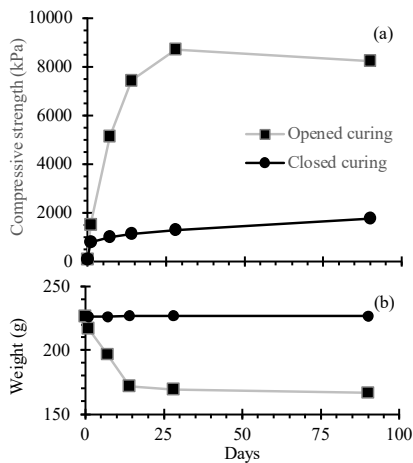 (a)
Compressive strength (kPa)
10000
8000
6000
4000
2000
0
Opened curing
Closed curing
(b)
Weight (g)
250
200
150
0 25 50 75 100
Days